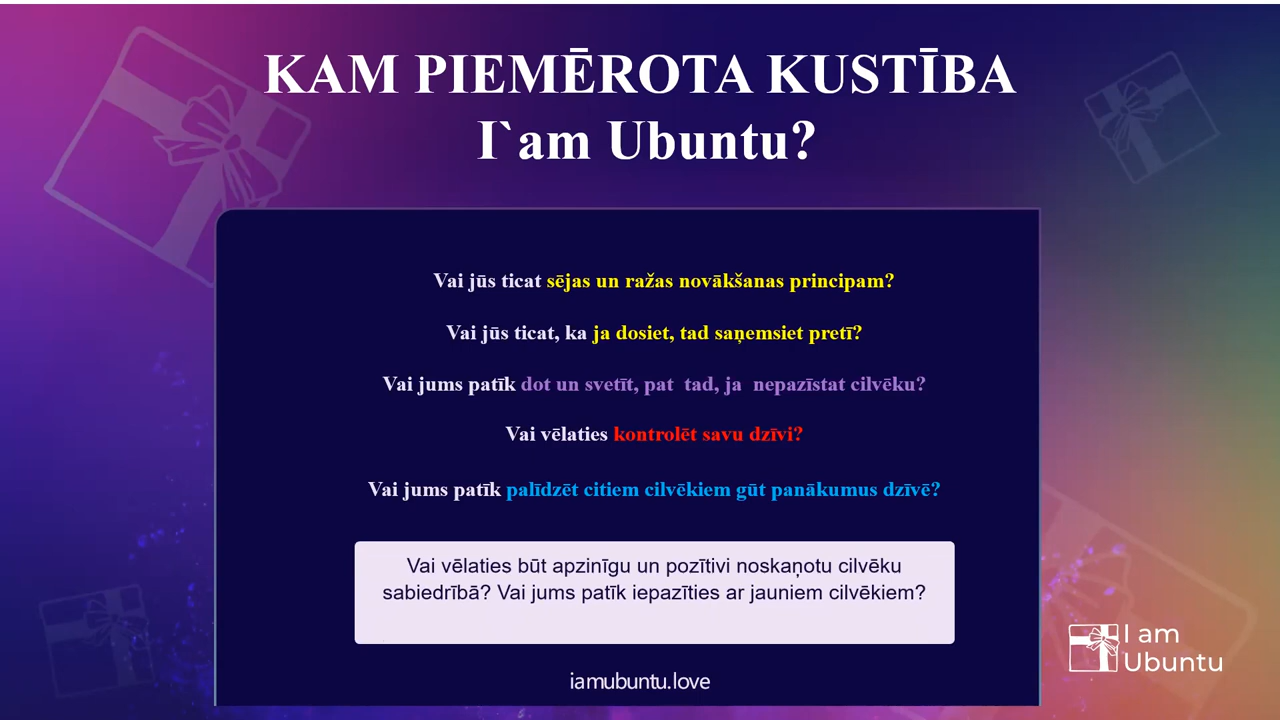 KAM PIEMĒROTA KUSTĪBA
I`am Ubuntu?
Vai jūs ticat sējas un ražas novākšanas principam?
Vai jūs ticat, ka ja dosiet, tad saņemsiet pretī?
Vai jums patīk dot un svetīt, pat tad, ja nepazīstat cilvēku?
Vai vēlaties kontrolēt savu dzīvi?
Vai jums patīk palīdzēt citiem cilvēkiem gūt panākumus dzīvē?
Vai vēlaties būt apzinīgu un pozītivi noskaņotu cilvēku
sabiedrībā? Vai jums patīk iepazīties ar jauniem cilvēkiem?
iamubuntu.love
I am
Ubuntu